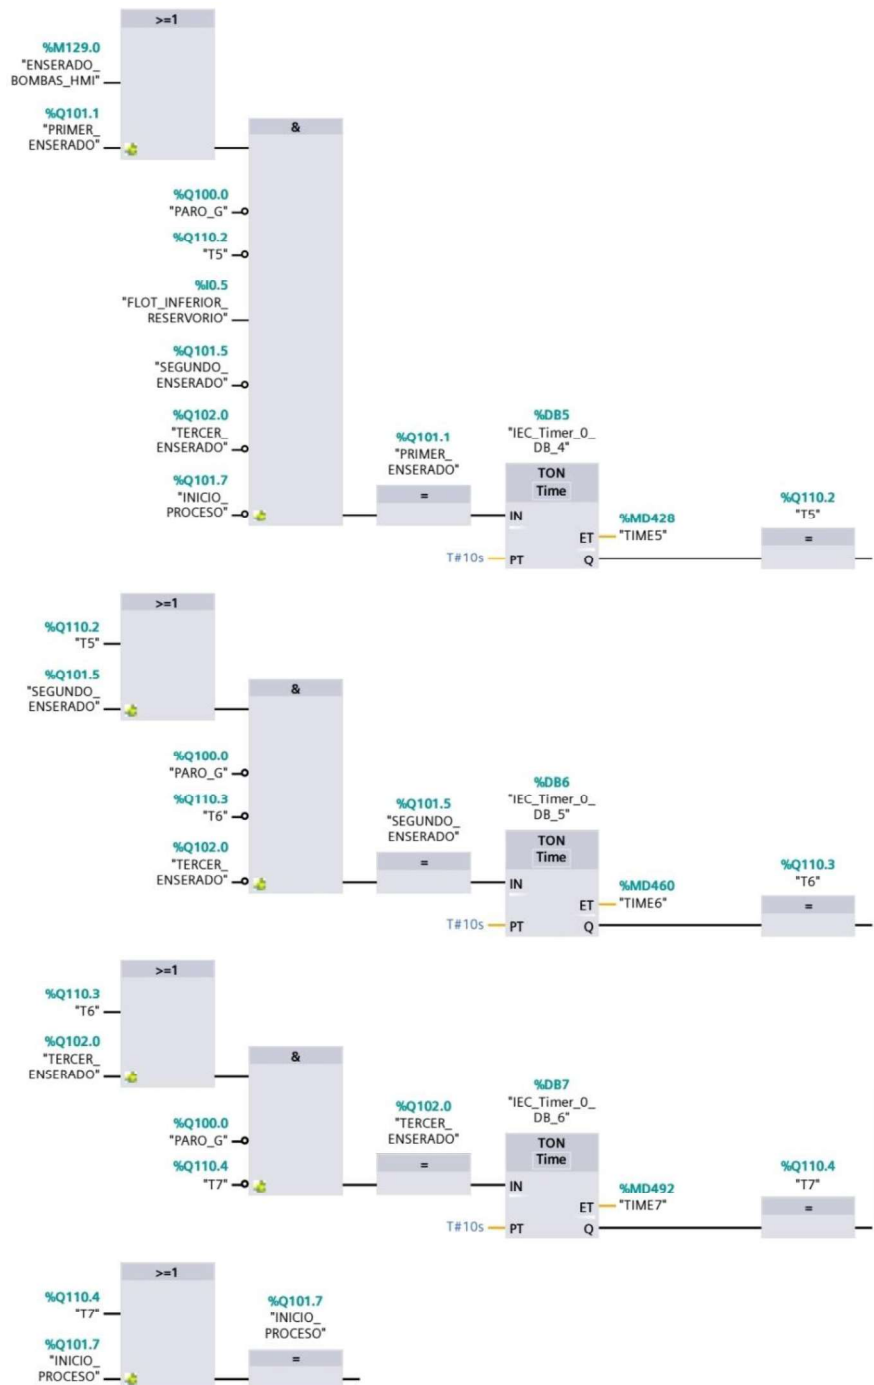 >=1
%M129.0
"ENSERADO_
BOMBAS_HMI"
%Q101.1
"PRIMER_
ENSERADO"
&
%Q100.0
"PARO_G"
%Q110.2
"T5"
%I0.5
"FLOT_INFERIOR_
RESERVORIO"
%Q101.5
"SEGUNDO_
ENSERADO"
%Q102.0
"TERCER_
ENSERADO"
%Q101.7
"INICIO_
PROCESO"
%Q101.1
"PRIMER_
ENSERADO"
=
%DB5
"IEC_Timer_0_
DB_4"
TON
Time
IN
ET
%MD428
"TIME5"
T#10s
PT
Q
%Q110.2
"T5"
=
>=1
%Q110.2
"T5"
%Q101.5
"SEGUNDO_
ENSERADO"
&
%Q100.0
"PARO_G"
%Q110.3
"T6"
%Q102.0
"TERCER_
ENSERADO"
%Q101.5
"SEGUNDO_
ENSERADO"
=
%DB6
"IEC_Timer_0_
DB_5"
TON
Time
IN
ET
%MD460
"TIME6"
T#10s
PT
Q
%Q110.3
"T6"
=
>=1
%Q110.3
"T6"
%Q102.0
"TERCER_
ENSERADO"
&
%Q100.0
"PARO_G"
%Q110.4
"T7"
%Q102.0
"TERCER_
ENSERADO"
=
%DB7
"IEC_Timer_0_
DB_6"
TON
Time
IN
ET
%MD492
"TIME7"
T#10s
PT
Q
%Q110.4
"T7"
=
>=1
%Q110.4
"T7"
%Q101.7
"INICIO_
PROCESO"
%Q101.7
"INICIO_
PROCESO"
=